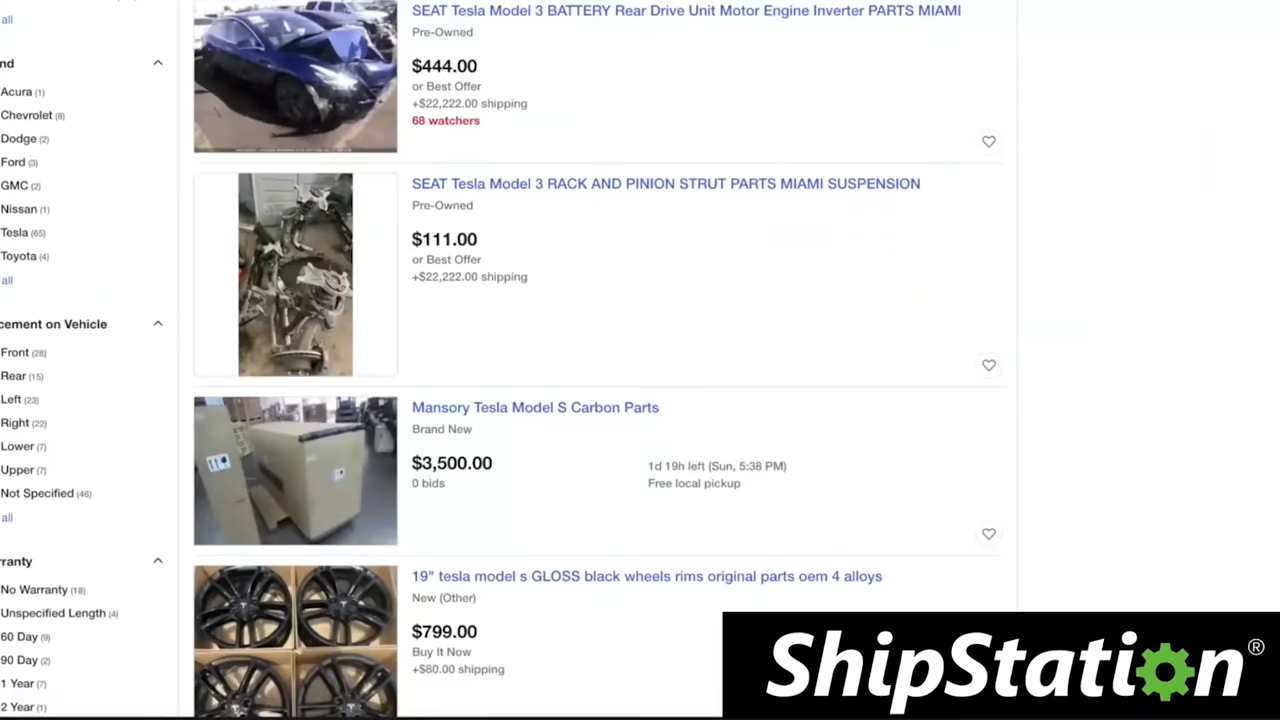 all
nd
Acura (1)
Chevrolet (8)
Dodge (2)
Ford (3)
GMC (2)
Nissan (1)
Tesla (65)
Toyota (4)
all
cement on Vehicle
Front (28)
Rear (15)
Left (23)
Right (22)
Lower (7)
Upper (7)
Not Specified (46)
all
rranty
No Warranty (18)
Unspecified Length (4)
60 Day (9)
90 Day (2)
1 Year (7)
2 Year (1)
SEAT Tesla Model 3 BATTERY Rear Drive Unit Motor Engine Inverter PARTS MIAMI
Pre-Owned
$444.00
or Best Offer
+$22,222.00 shipping
68 watchers
SEAT Tesla Model 3 RACK AND PINION STRUT PARTS MIAMI SUSPENSION
Pre-Owned
$111.00
or Best Offer
+$22,222.00 shipping
Mansory Tesla Model S Carbon Parts
Brand New
$3,500.00
0 bids
1d 19h left (Sun, 5:38 PM)
Free local pickup
19" tesla model s GLOSS black wheels rims original parts oem 4 alloys
New (Other)
$799.00
Buy It Now
+$80.00 shipping
ShipStation®